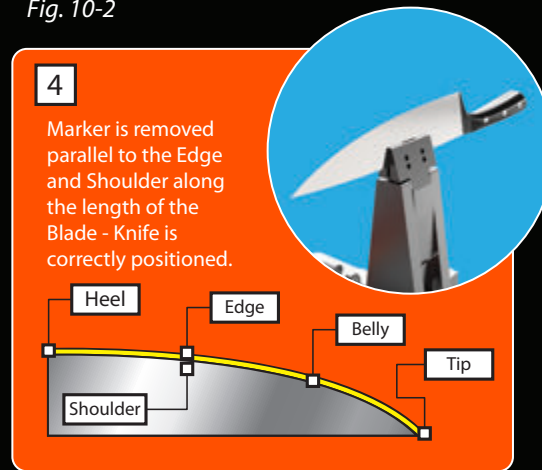 Fig. 10-2
4
Marker is removed
parallel to the Edge
and Shoulder along
the length of the
Blade - Knife is
correctly positioned.
Heel
Edge
Belly
Tip
Shoulder